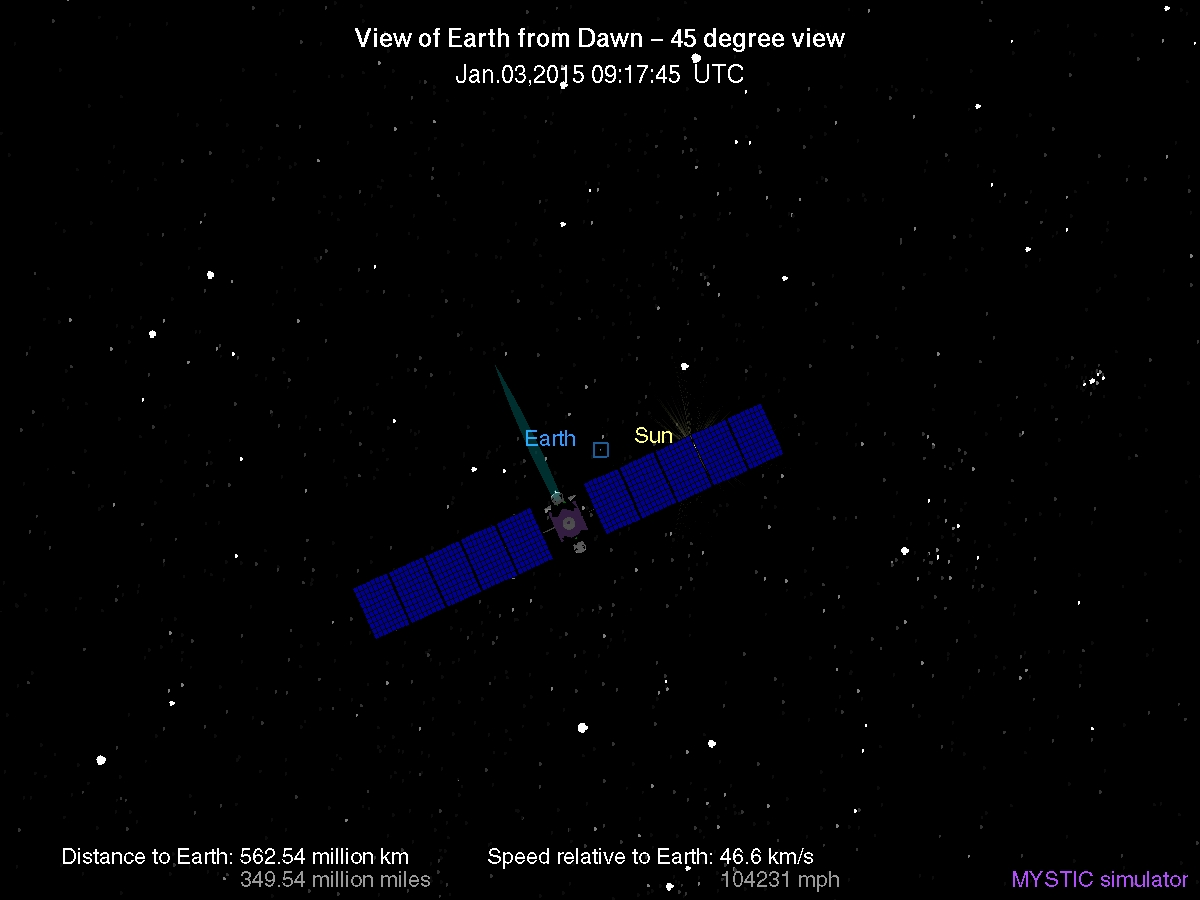 View of Earth from Dawn – 45 degree view
Jan.03,2015 09:17:45 UTC
Earth
Sun
Distance to Earth: 562.54 million km
349.54 million miles
Speed relative to Earth: 46.6 km/s
104231 mph
MYSTIC simulator